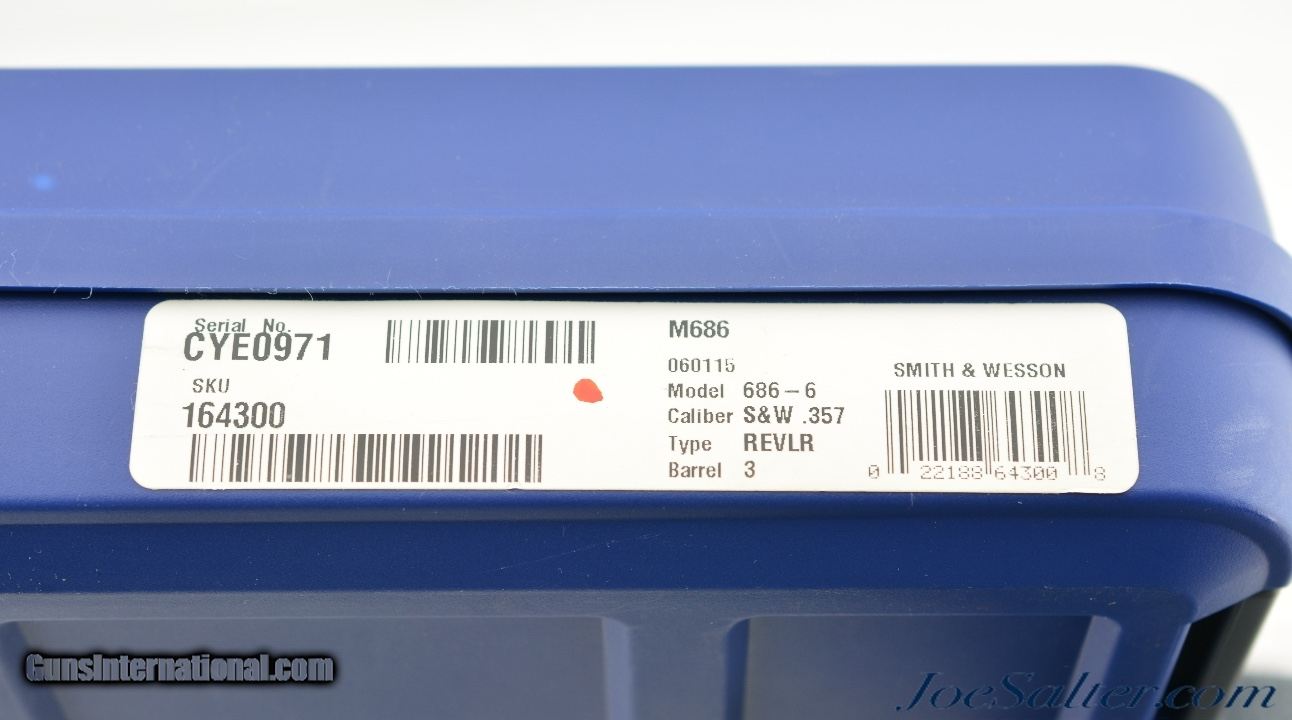 Serial No.
CYE0971
SKU
164300
M686
060115
Model 686-6
Caliber S&W .357
Type REVLR
Barrel 3
SMITH & WESSON
0 22188 64300 8
GunsInternational.com
JoeSalter.com